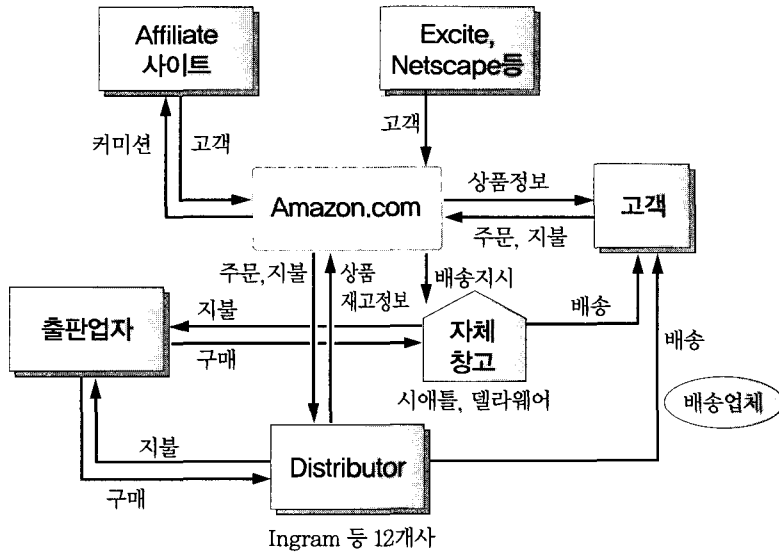 Affiliate
사이트
Excite,
Netscape등
커미션
고객
고객
Amazon.com
상품정보
고객
주문, 지불
주문,지불
상품
재고정보
배송지시
출판업자
지불
구매
자체
창고
배송
배송
시애틀, 델라웨어
배송업체
지불
구매
Distributor
Ingram 등 12개사